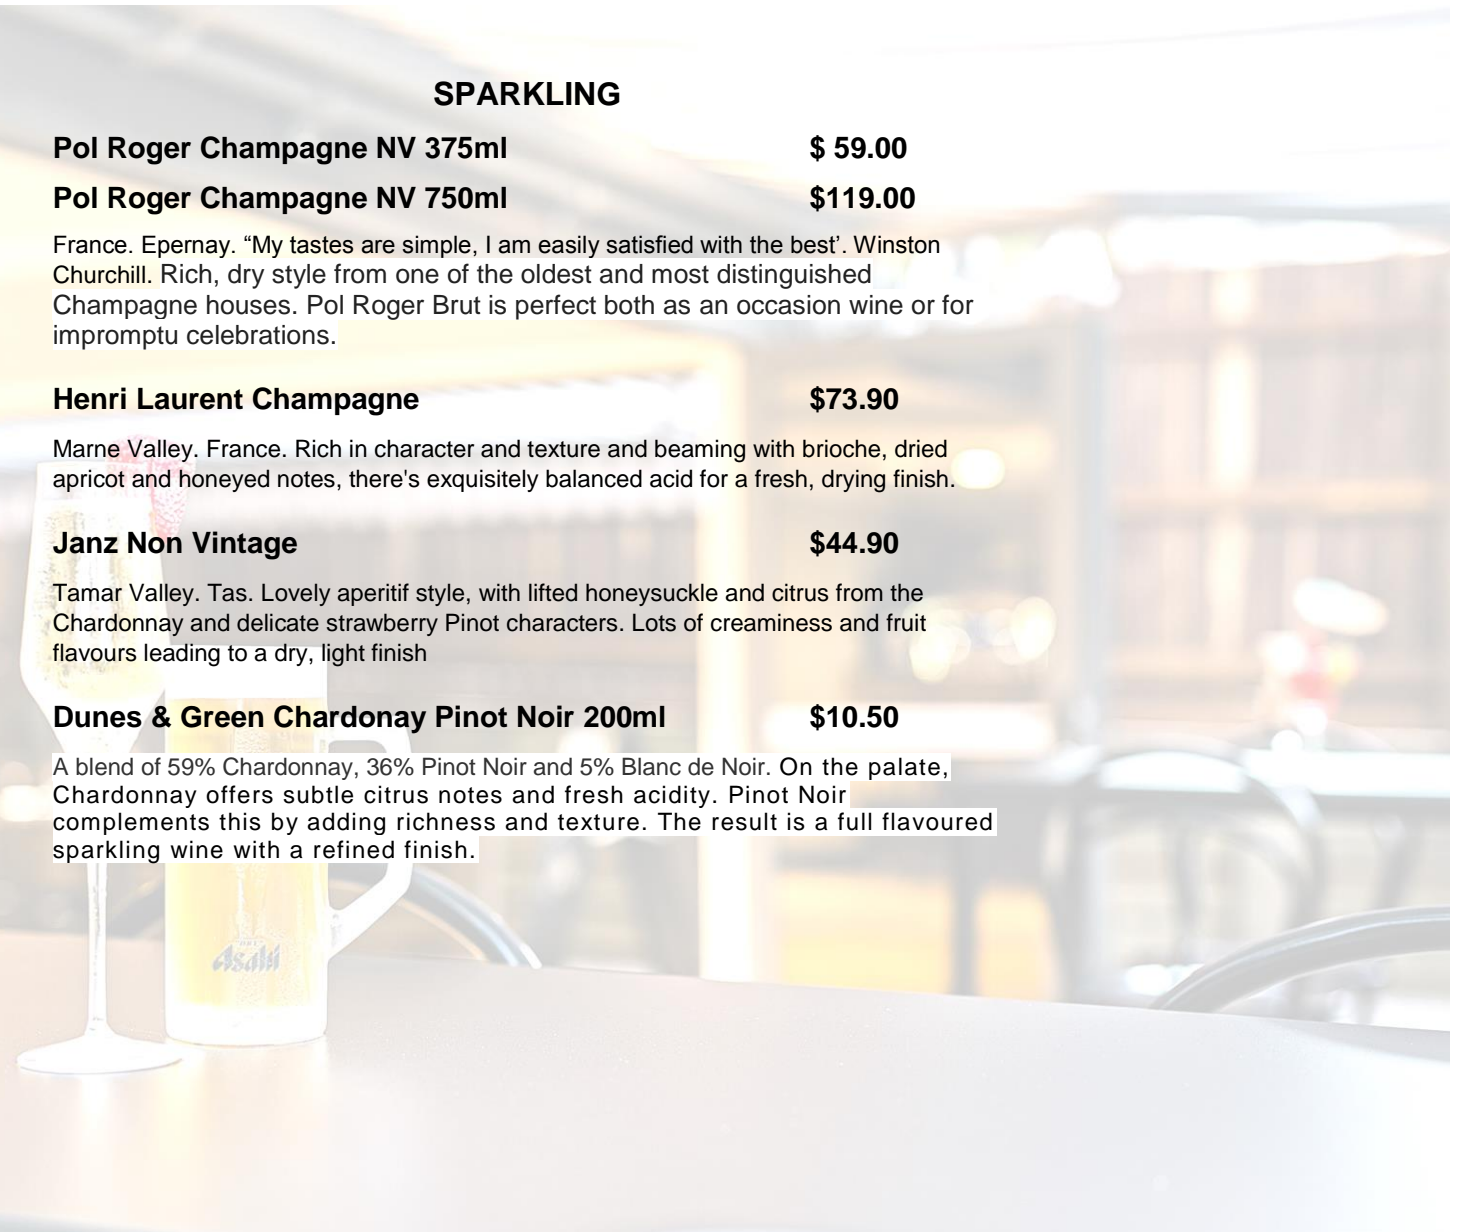 SPARKLING
Pol Roger Champagne NV 375ml $ 59.00
Pol Roger Champagne NV 750ml $119.00
France. Epernay. “My tastes are simple, I am easily satisfied with the best’. Winston
Churchill. Rich, dry style from one of the oldest and most distinguished
Champagne houses. Pol Roger Brut is perfect both as an occasion wine or for
impromptu celebrations.
Henri Laurent Champagne $73.90
Marne Valley. France. Rich in character and texture and beaming with brioche, dried
apricot and honeyed notes, there's exquisitely balanced acid for a fresh, drying finish.
Janz Non Vintage $44.90
Tamar Valley. Tas. Lovely aperitif style, with lifted honeysuckle and citrus from the
Chardonnay and delicate strawberry Pinot characters. Lots of creaminess and fruit
flavours leading to a dry, light finish
Dunes & Green Chardonay Pinot Noir 200ml $10.50
A blend of 59% Chardonnay, 36% Pinot Noir and 5% Blanc de Noir. On the palate,
Chardonnay offers subtle citrus notes and fresh acidity. Pinot Noir
complements this by adding richness and texture. The result is a full flavoured
sparkling wine with a refined finish.
Asahi